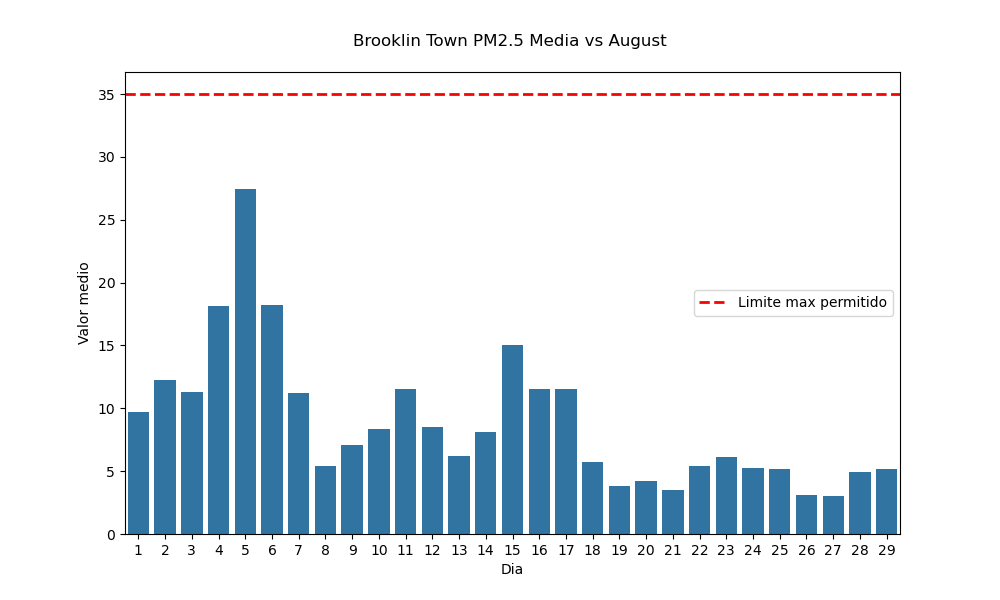 Brooklin Town PM2.5 Media vs August
35
30
25
20
15
10
5
0
Valor medio
Limite max permitido
1 2 3 4 5 6 7 8 9 10 11 12 13 14 15 16 17 18 19 20 21 22 23 24 25 26 27 28 29
Dia